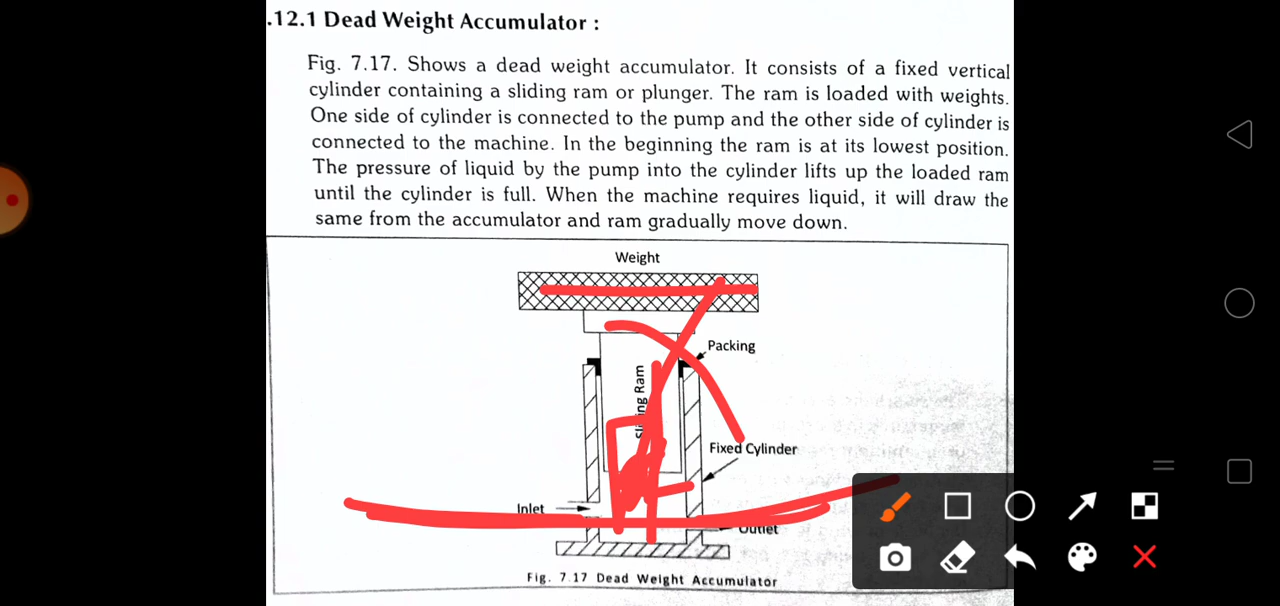 .12.1 Dead Weight Accumulator :
Fig. 7.17. Shows a dead weight accumulator. It consists of a fixed vertical
cylinder containing a sliding ram or plunger. The ram is loaded with weights.
One side of cylinder is connected to the pump and the other side of cylinder is
connected to the machine. In the beginning the ram is at its lowest position.
The pressure of liquid by the pump into the cylinder lifts up the loaded ram
until the cylinder is full. When the machine requires liquid, it will draw the
same from the accumulator and ram gradually move down.
Weight
Packing
Sliding Ram
Fixed Cylinder
Inlet
Outlet
Fig. 7.17 Dead Weight Accumulator